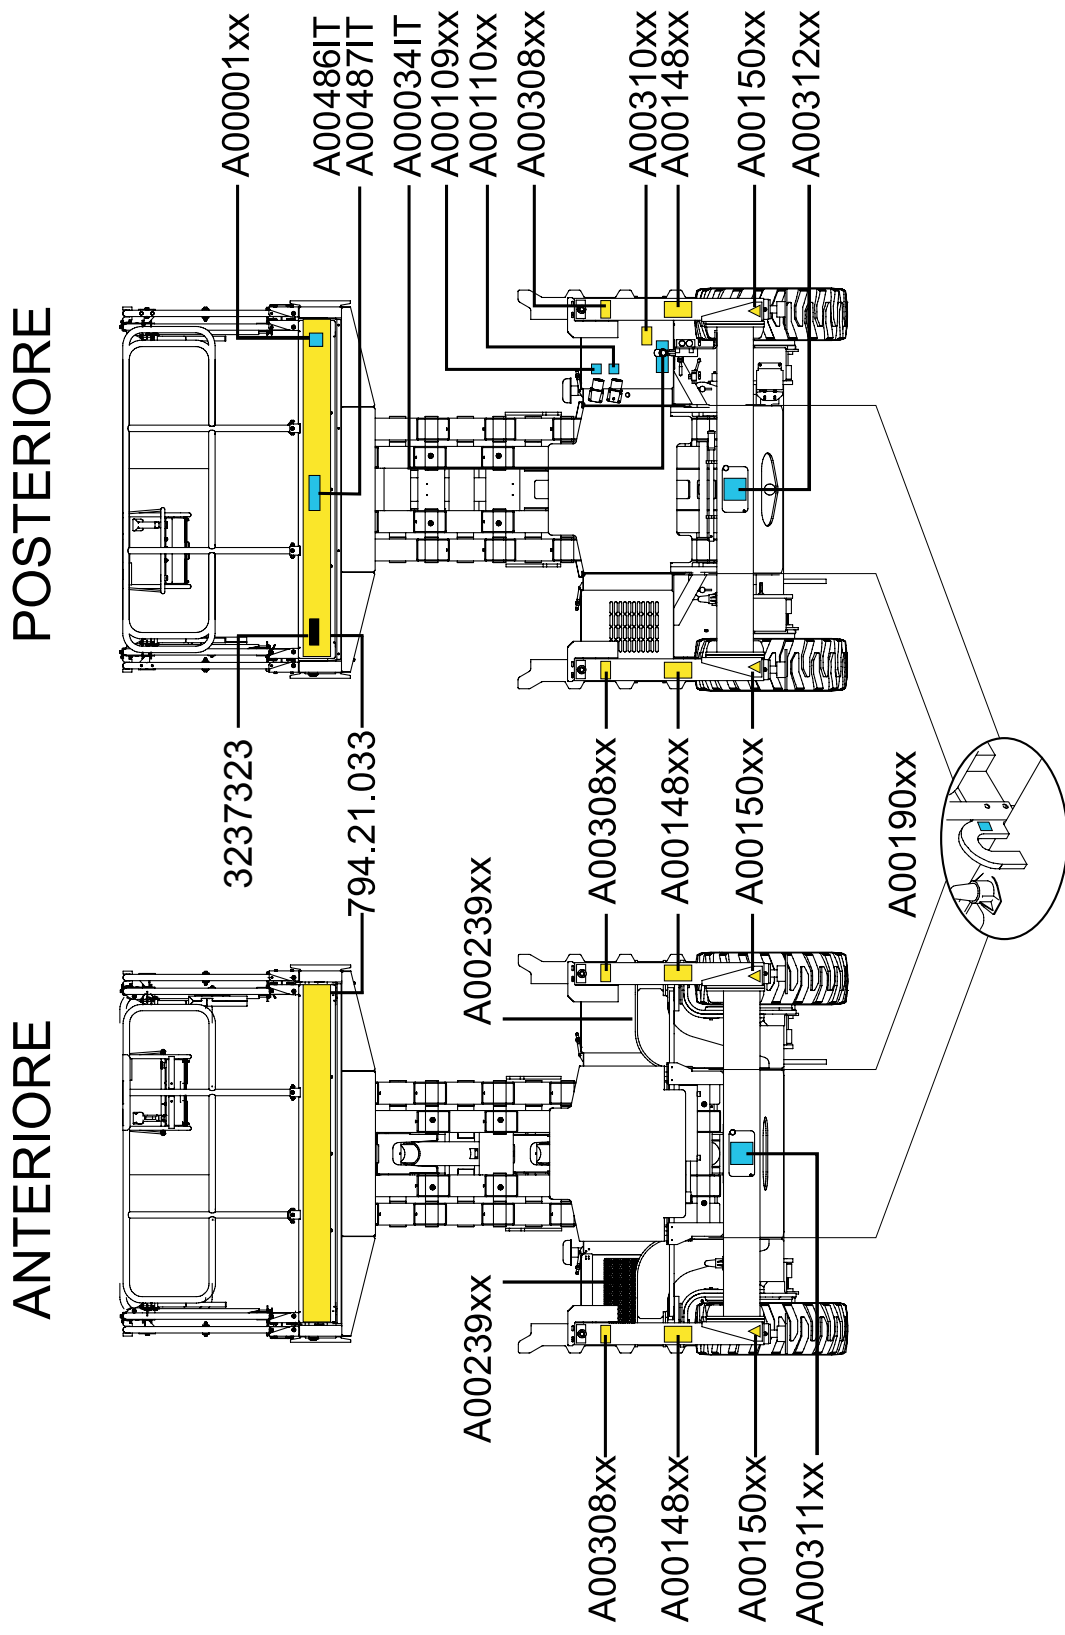 ANTERIORE
POSTERIORE
A00239xx
A00308xx
A00148xx
A00150xx
A00311xx
A00239xx
794.21.033
3237323
A00308xx
A00148xx
A00150xx
A00190xx
A00001xx
A00486IT
A00487IT
A00034IT
A00109xx
A00110xx
A00308xx
A00310xx
A00148xx
A00150xx
A00312xx